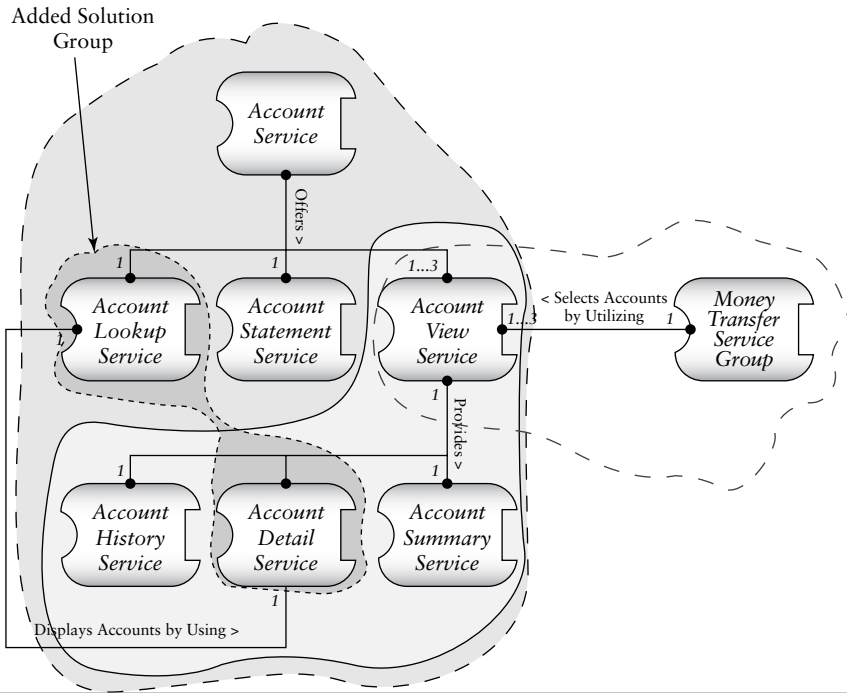 Added Solution
Group
Account
Service
Offers >
1
1
1...3
Account
Lookup
Service
1
Account
Statement
Service
Account
View
Service
1...3
< Selects Accounts
by Utilizing
1
Money
Transfer
Service
Group
1
Provides >
1
1
Account
History
Service
Account
Detail
Service
Account
Summary
Service
1
Displays Accounts by Using >